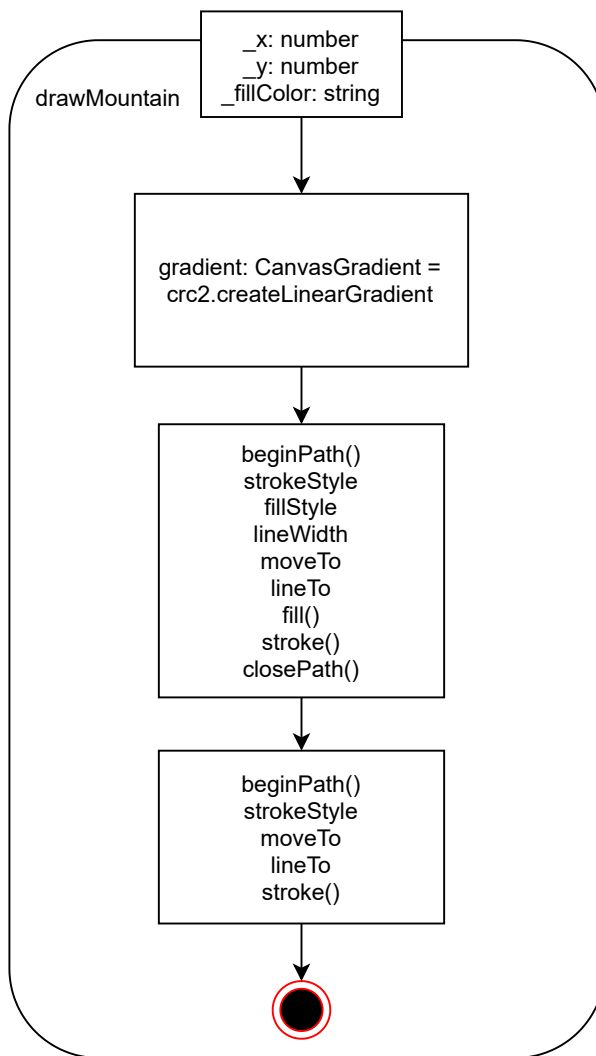 _x: number
_y: number
_fillColor: string
drawMountain
gradient: CanvasGradient =
crc2.createLinearGradient
beginPath()
strokeStyle
fillStyle
lineWidth
moveTo
lineTo
fill()
stroke()
closePath()
beginPath()
strokeStyle
moveTo
lineTo
stroke()